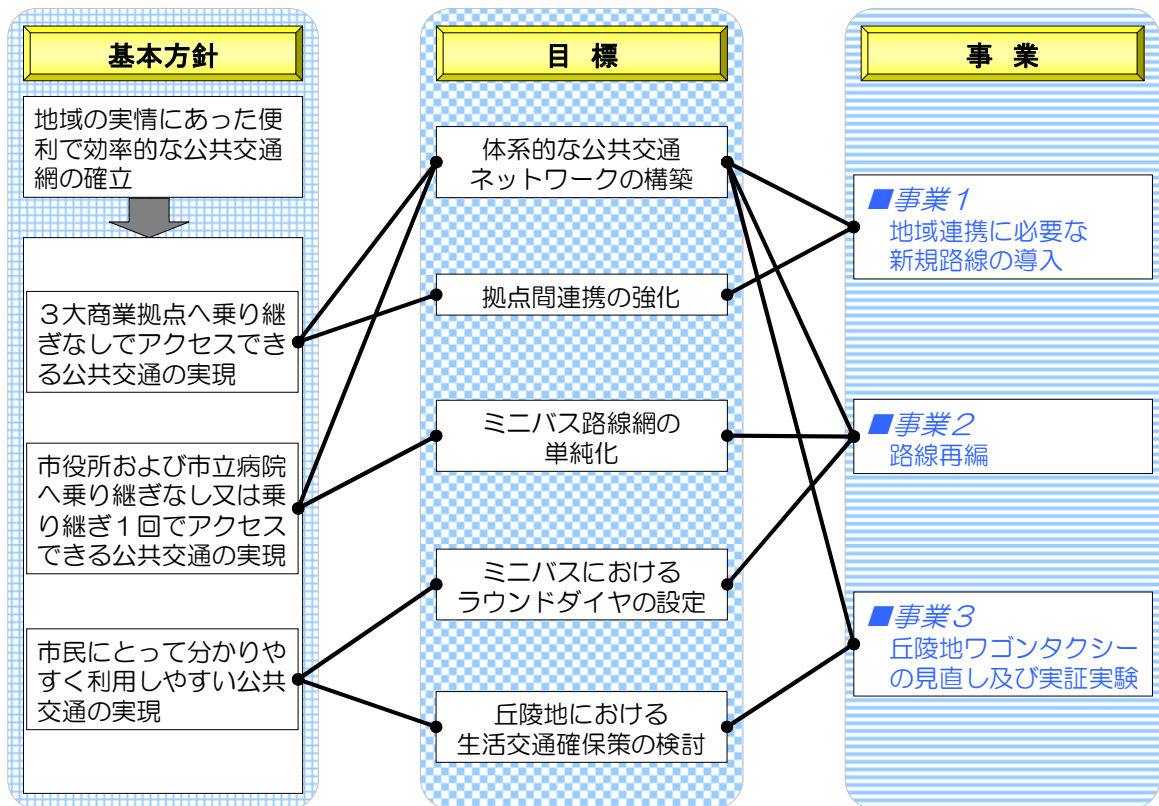 基本方針
地域の実情にあった便
利で効率的な公共交通
網の確立
３大商業拠点へ乗り継
ぎなしでアクセスでき
る公共交通の実現
市役所および市立病院
へ乗り継ぎなし又は乗
り継ぎ１回でアクセス
できる公共交通の実現
市民にとって分かりや
すく利用しやすい公共
交通の実現
目 標
体系的な公共交通
ネットワークの構築
拠点間連携の強化
ミニバス路線網の
単純化
ミニバスにおける
ラウンドダイヤの設定
丘陵地における
生活交通確保策の検討
事 業
■事業１
地域連携に必要な
新規路線の導入
■事業２
路線再編
■事業３
丘陵地ワゴンタクシー
の見直し及び実証実験